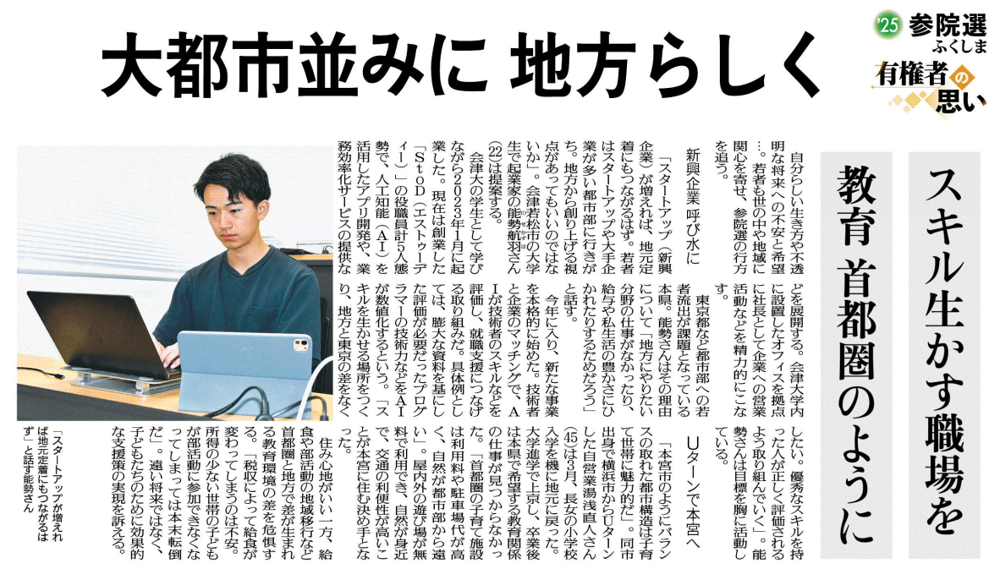 '25 参院選
ふくしま
有権者の
思い
大都市並みに 地方らしく
スキル生かす職場を
教育 首都圏のように
自分らしい生き方や不透
明な将来への不安と希望
…。若者も世の中や地域に
関心を寄せ、参院選の行方
を追う。
新興企業 呼び水に
「スタートアップ（新興
企業）が増えれば、地元定
着にもつながるはず。若者
はスタートアップや大手企
業が多い都市部に行きが
ち。地方から創り上げる視
点があってもいいのではな
いか」。会津若松市の大学
生で起業家の能勢航羽さん
(22)は提案する。
会津大の学生として学び
ながら2023年1月に起
業した。現在は創業した
「ＳｔｏＤ（エストゥーデ
ィー）」の役職員計5人態
勢で、人工知能（ＡＩ）を
活用したアプリ開発や、業
務効率化サービスの提供な
どを展開する。会津大学内
に設置したオフィスを拠点
に社長として企業への営業
活動などを精力的にこな
す。
東京都など都市部への若
者流出が課題となっている
本県。能勢さんはその理由
について「地方にやりたい
分野の仕事がなかったり、
給与や私生活の豊かさにひ
かれたりするためだろう」
と話す。
今年に入り、新たな事業
を本格的に始めた。技術者
と企業のマッチングで、Ａ
Ｉが技術者のスキルなどを
評価し、就職支援につなげ
る取り組みだ。具体例とし
ては、膨大な資料を基にし
た評価が必要だったプログ
ラマーの技術力などをＡＩ
が数値化するという。「ス
キルを生かせる場所をつく
り、地方と東京の差をなく
したい。優秀なスキルを持
った人が正しく評価される
よう取り組んでいく」。能
勢さんは目標を胸に活動し
ている。
Ｕターンで本宮へ
「本宮市のようにバラン
スの取れた都市構造は子育
て世帯に魅力的だ」。同市
出身で横浜市からＵターン
した自営業湯浅直人さん
(45)は3月、長女の小学校
入学を機に地元に戻った。
大学進学で上京し、卒業後
は本県で希望する教育関係
の仕事が見つからなかっ
た。「首都圏の子育て施設
は利用料や駐車場代が高
く、自然が都市部から遠
い」。屋内外の遊び場が無
料で利用でき、自然が身近
で、交通の利便性が高いこ
とが本宮に住む決め手とな
った。
住み心地がいい一方、給
食や部活動の地域移行など
首都圏と地方で差が生まれ
る教育環境の差を危惧す
る。「税収によって給食が
変わってしまうのは不安。
所得の少ない世帯の子ども
が部活動に参加できなくな
ってしまっては本末転倒
だ」。遠い将来ではなく、
子どもたちのために効果的
な支援策の実現を訴える。
「スタートアップが増えれ
ば地元定着にもつながるは
ず」と話す能勢さん